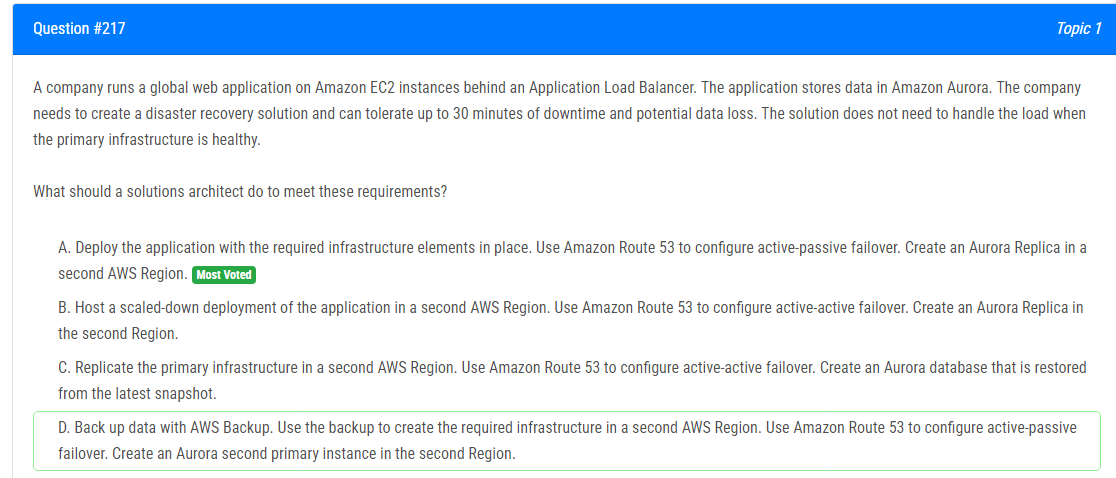 Question #217
Topic 1
A company runs a global web application on Amazon EC2 instances behind an Application Load Balancer. The application stores data in Amazon Aurora. The company
needs to create a disaster recovery solution and can tolerate up to 30 minutes of downtime and potential data loss. The solution does not need to handle the load when
the primary infrastructure is healthy.
What should a solutions architect do to meet these requirements?
A. Deploy the application with the required infrastructure elements in place. Use Amazon Route 53 to configure active-passive failover. Create an Aurora Replica in a
second AWS Region. Most Voted
B. Host a scaled-down deployment of the application in a second AWS Region. Use Amazon Route 53 to configure active-active failover. Create an Aurora Replica in
the second Region.
C. Replicate the primary infrastructure in a second AWS Region. Use Amazon Route 53 to configure active-active failover. Create an Aurora database that is restored
from the latest snapshot.
D. Back up data with AWS Backup. Use the backup to create the required infrastructure in a second AWS Region. Use Amazon Route 53 to configure active-passive
failover. Create an Aurora second primary instance in the second Region.